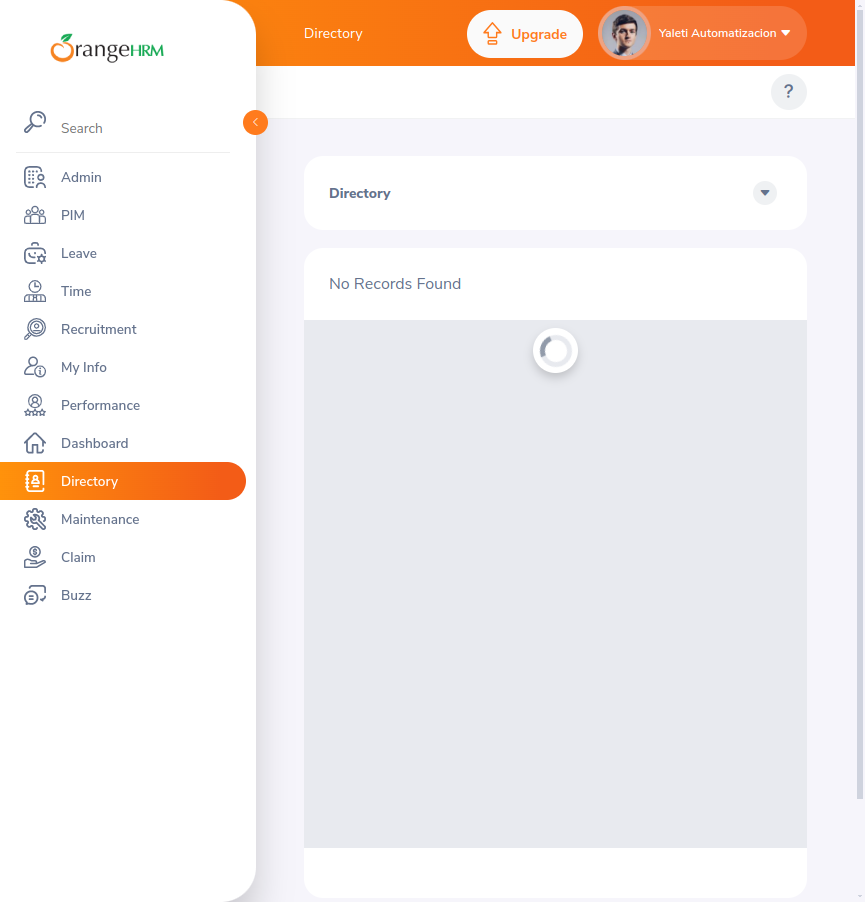 OrangeHRM
Search
Admin
PIM
Leave
Time
Recruitment
My Info
Performance
Dashboard
Directory
Maintenance
Claim
Buzz
Directory
Upgrade
Yaleti Automatizacion
?
Directory
No Records Found